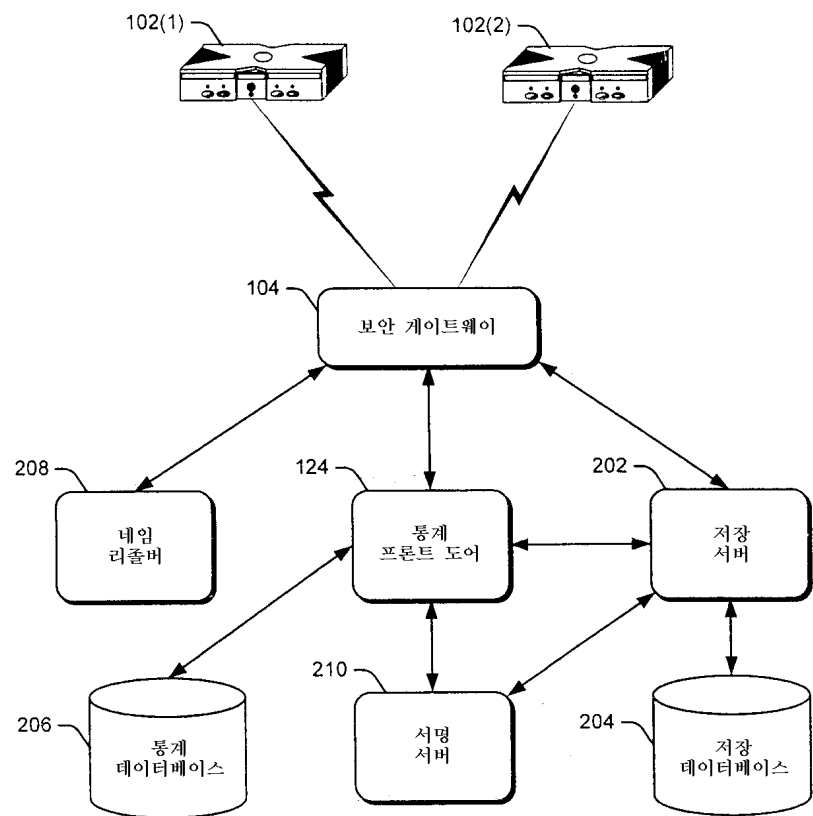 102(1)
102(2)
104
보안 게이트웨이
208
124
202
네임
리졸버
통계
프론트 도어
저장
서버
210
206
204
통계
데이터베이스
서명
서버
저장
데이터베이스